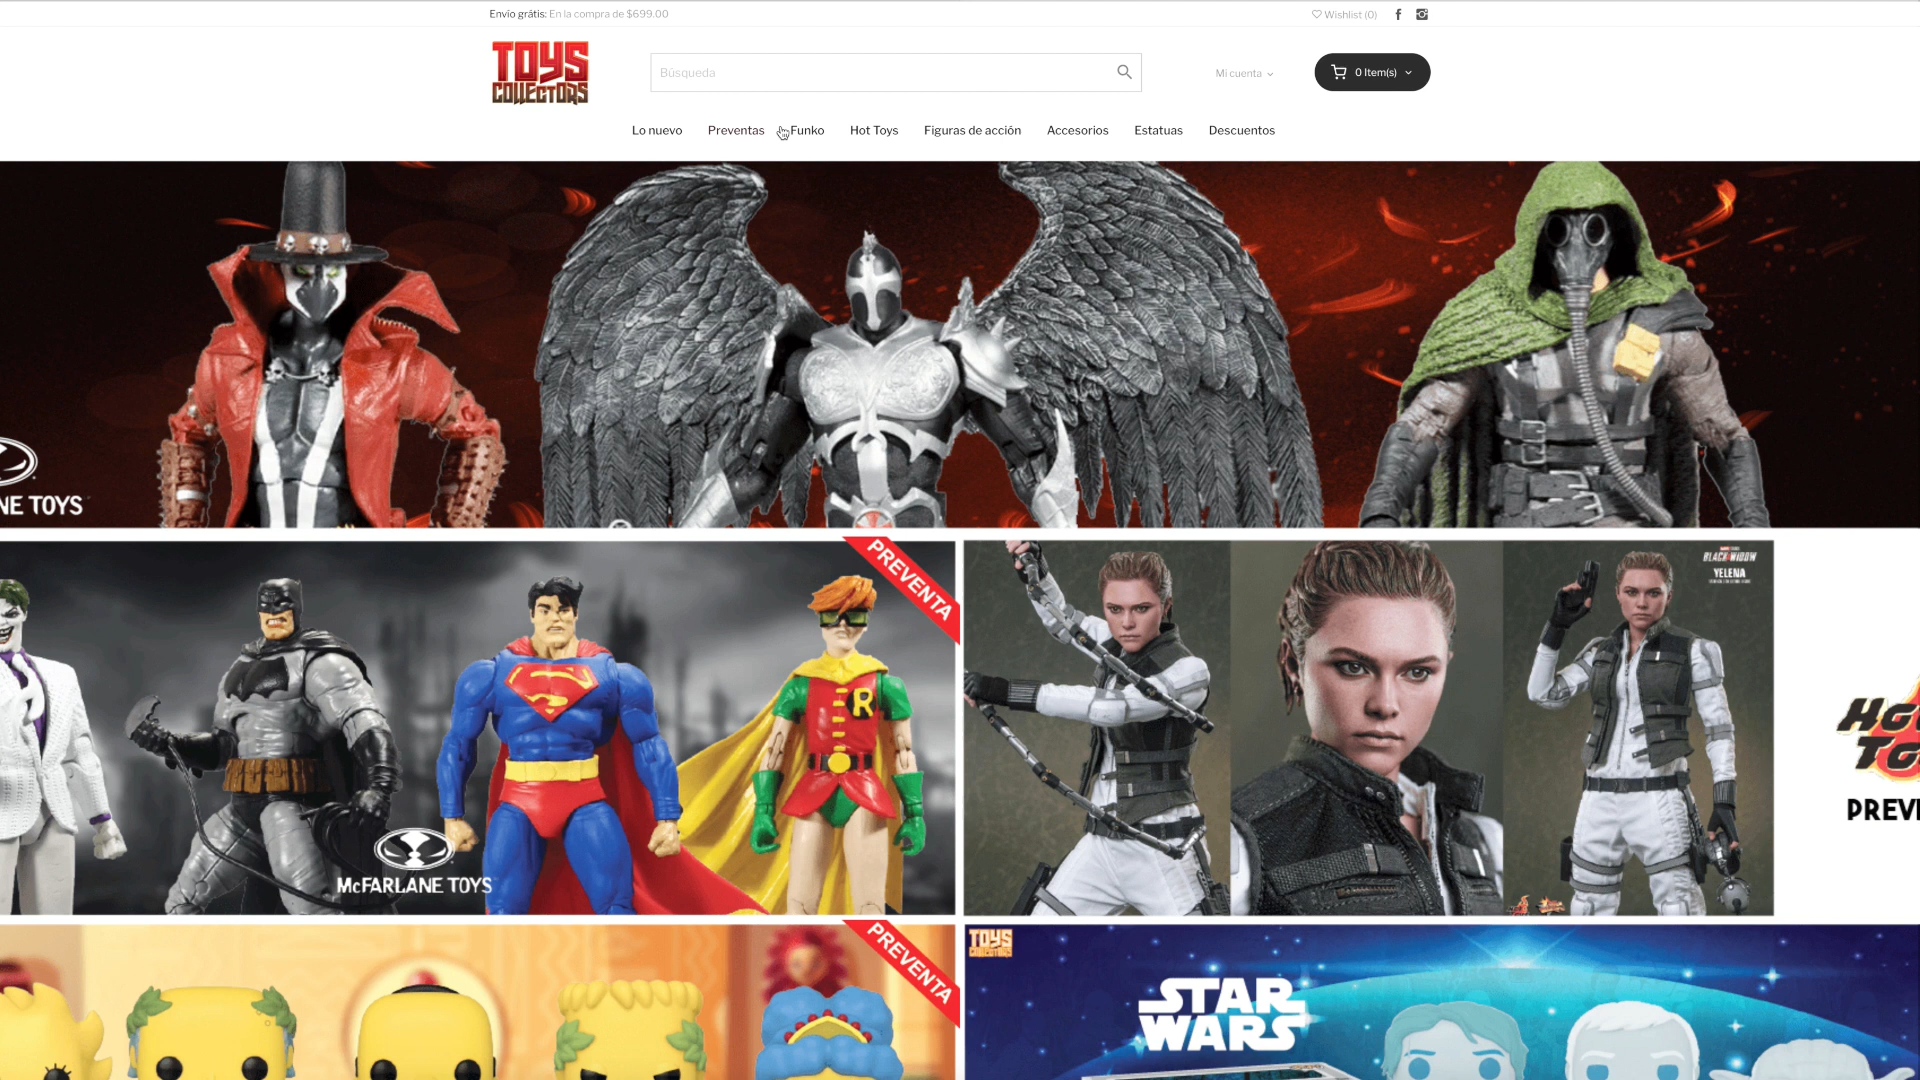 Envío grátis: En la compra de $699.00
Wishlist (0)
TOYS
COLLECTORS
Búsqueda
Mi cuenta
0 Item(s)
Lo nuevo
Preventas
Funko
Hot Toys
Figuras de acción
Accesorios
Estatuas
Descuentos
NE TOYS
PREVENTA
R
McFARLANE TOYS
BLACK WIDOW
YELENA
HO
TO
PREV
PREVENTA
TOYS
COLLECTORS
STAR
WARS